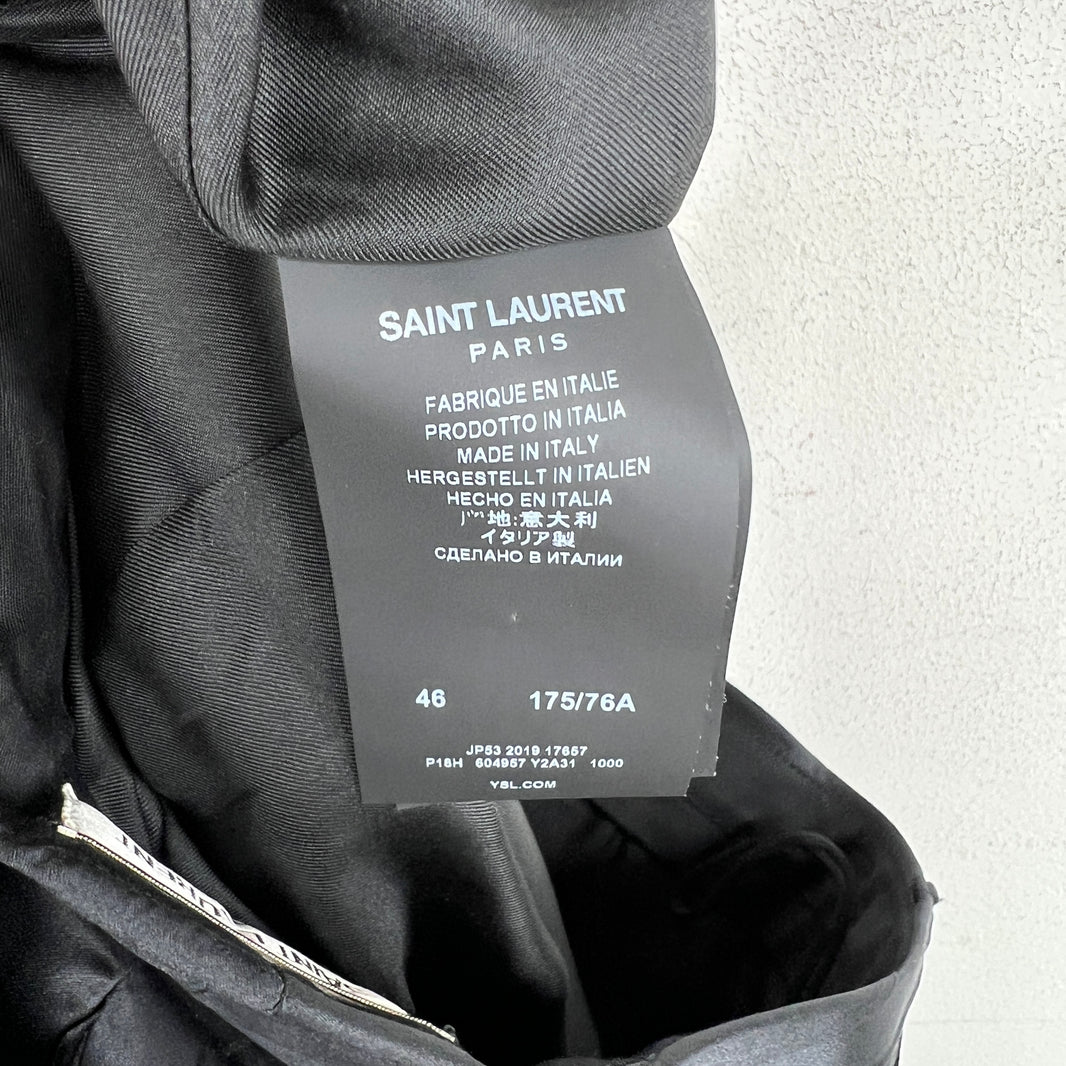 SAINT LAURENT
PARIS
FABRIQUE EN ITALIE
PRODOTTO IN ITALIA
MADE IN ITALY
HERGESTELLT IN ITALIEN
HECHO EN ITALIA
地:意大利
イタリア製
СДЕЛАНО В ИТАЛИИ
46 175/76A
JP53 2019 17657
P18H 604957 Y2A31 1000
YSL.COM